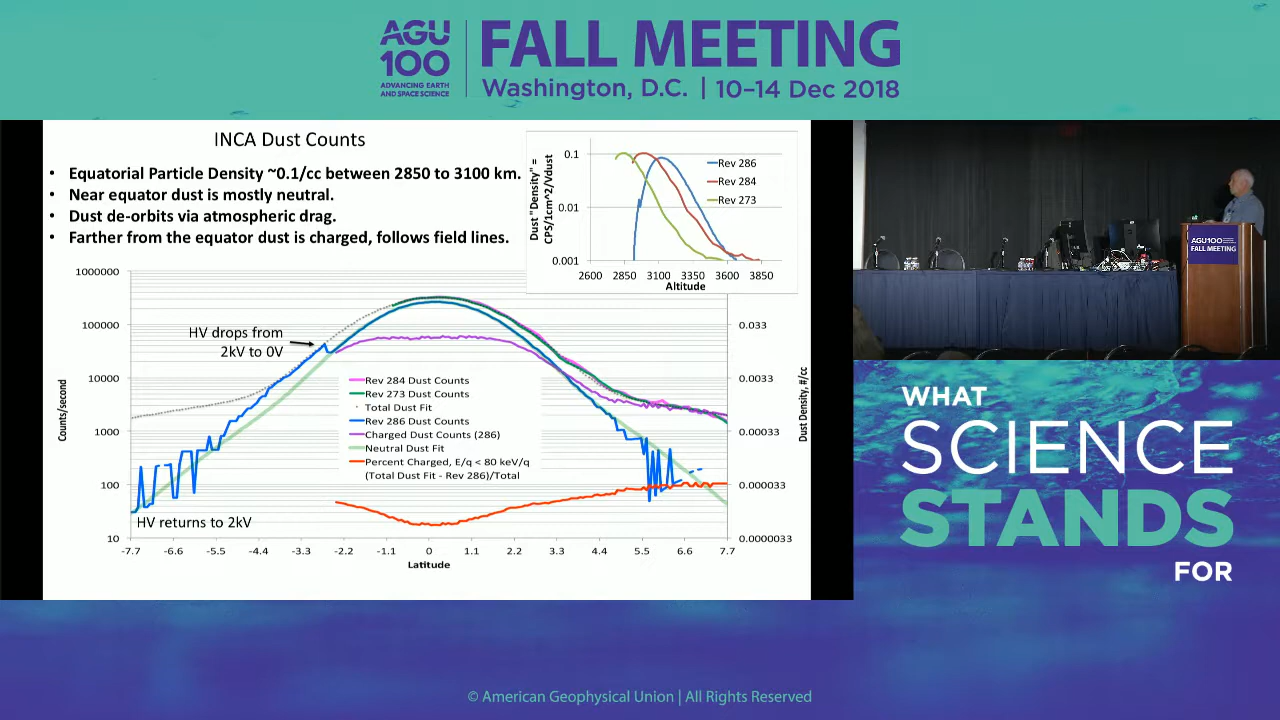 AGU
100
ADVANCING EARTH
AND SPACE SCIENCE
FALL MEETING
Washington, D.C. | 10–14 Dec 2018
INCA Dust Counts
• Equatorial Particle Density ~0.1/cc between 2850 to 3100 km.
• Near equator dust is mostly neutral.
• Dust de-orbits via atmospheric drag.
• Farther from the equator dust is charged, follows field lines.
Dust "Density" =
CPS/1cm^2/Vdust
0.1
0.01
0.001
Rev 286
Rev 284
Rev 273
2600 2850 3100 3350 3600 3850
Altitude
Counts/second
1000000
100000
10000
1000
100
10
HV drops from
2kV to 0V
Rev 284 Dust Counts
Rev 273 Dust Counts
Total Dust Fit
Rev 286 Dust Counts
Charged Dust Counts (286)
Neutral Dust Fit
Percent Charged, E/q < 80 keV/q
(Total Dust Fit - Rev 286)/Total
HV returns to 2kV
0.033
0.0033
0.00033
0.000033
0.0000033
Dust Density, #/cc
-7.7 -6.6 -5.5 -4.4 -3.3 -2.2 -1.1 0 1.1 2.2 3.3 4.4 5.5 6.6 7.7
Latitude
AGU100
FALL MEETING
WHAT
SCIENCE
STANDS
FOR
© American Geophysical Union | All Rights Reserved